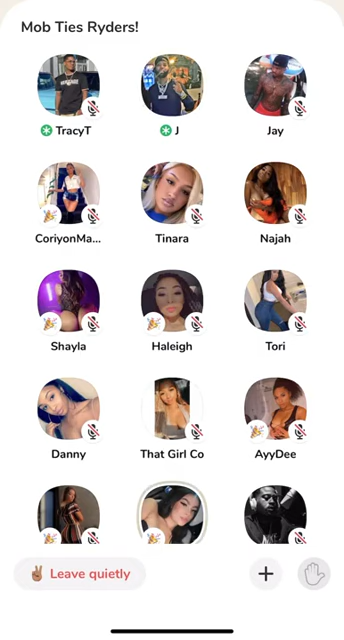 Mob Ties Ryders!
TracyT
J
Jay
CoriyonMa...
Tinara
Najah
Shayla
Haleigh
Tori
Danny
That Girl Co
AyyDee
Leave quietly